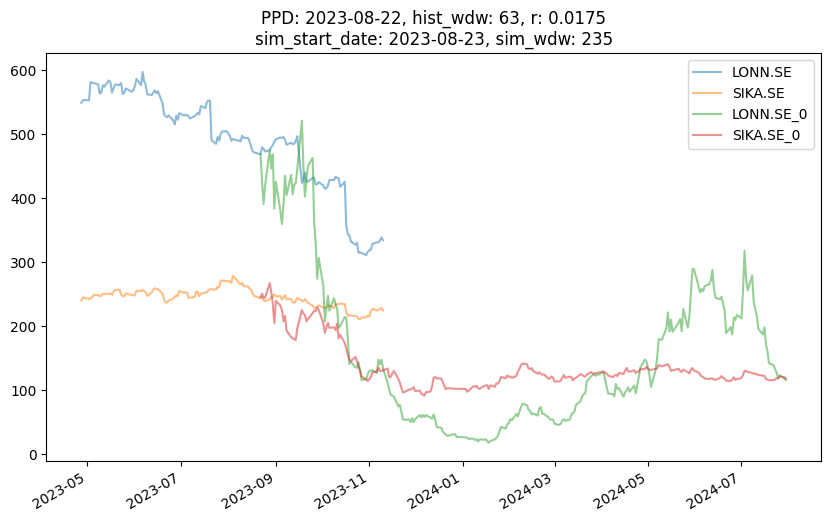 PPD: 2023-08-22, hist_wdw: 63, r: 0.0175
sim_start_date: 2023-08-23, sim_wdw: 235
LONN.SE
SIKA.SE
LONN.SE_0
SIKA.SE_0
600
500
400
300
200
100
0
2023-05
2023-07
2023-09
2023-11
2024-01
2024-03
2024-05
2024-07